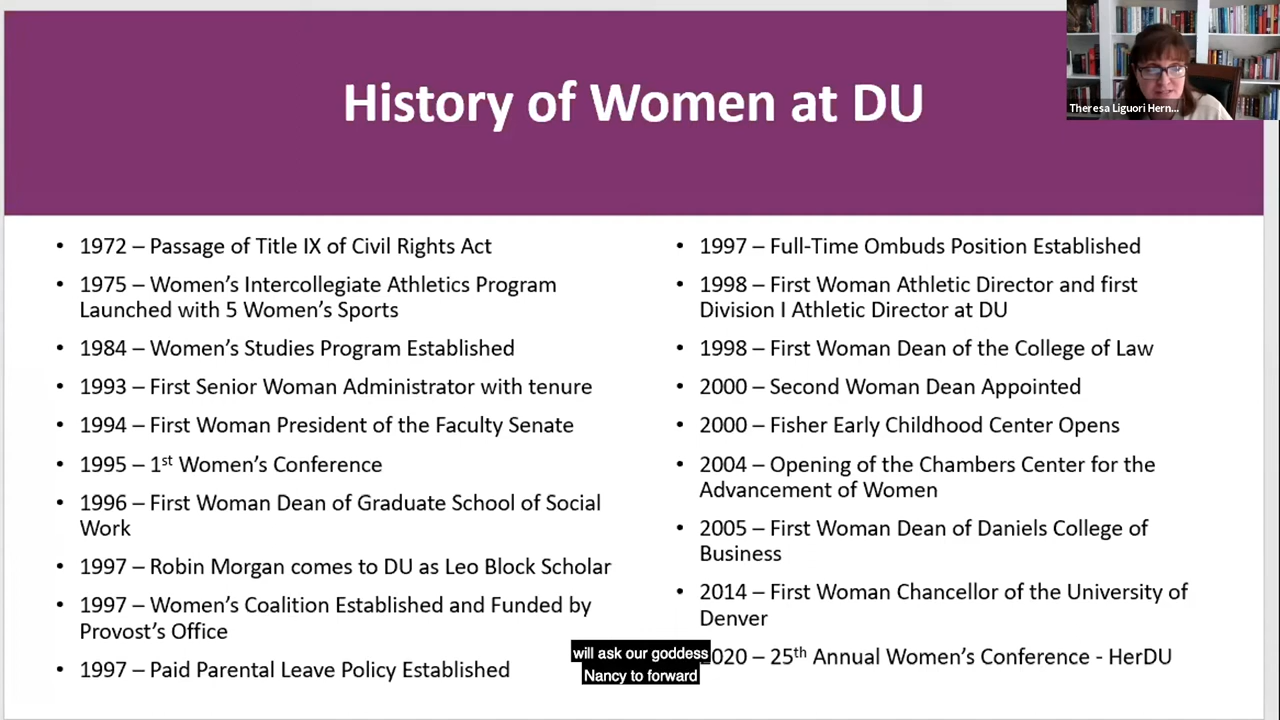 History of Women at DU
Theresa Liguori Hern...
• 1972 – Passage of Title IX of Civil Rights Act
• 1975 – Women's Intercollegiate Athletics Program
Launched with 5 Women's Sports
• 1984 – Women's Studies Program Established
• 1993 – First Senior Woman Administrator with tenure
• 1994 – First Woman President of the Faculty Senate
• 1995 – 1st Women's Conference
• 1996 – First Woman Dean of Graduate School of Social
Work
• 1997 – Robin Morgan comes to DU as Leo Block Scholar
• 1997 – Women's Coalition Established and Funded by
Provost's Office
• 1997 – Paid Parental Leave Policy Established
• 1997 – Full-Time Ombuds Position Established
• 1998 – First Woman Athletic Director and first
Division I Athletic Director at DU
• 1998 – First Woman Dean of the College of Law
• 2000 – Second Woman Dean Appointed
• 2000 – Fisher Early Childhood Center Opens
• 2004 – Opening of the Chambers Center for the
Advancement of Women
• 2005 – First Woman Dean of Daniels College of
Business
• 2014 – First Woman Chancellor of the University of
Denver
2020 – 25th Annual Women's Conference - HerDU
will ask our goddess
Nancy to forward